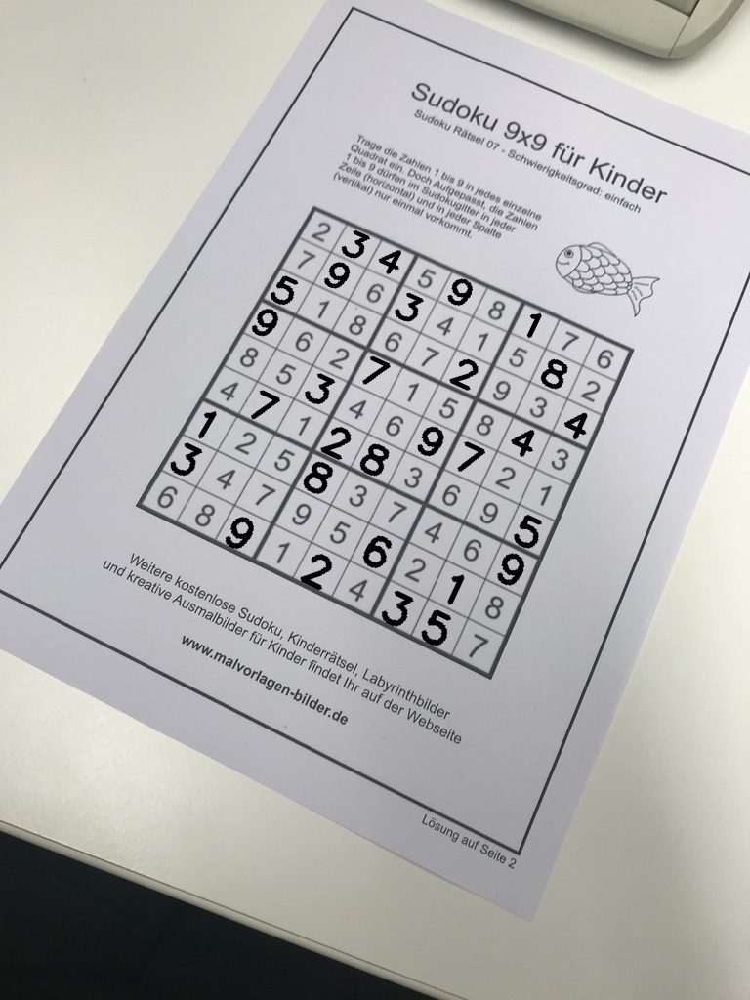 Sudoku 9x9 für Kinder
Sudoku Rätsel 07 - Schwierigkeitsgrad: einfach
Trage die Zahlen 1 bis 9 in jedes einzelne
Quadrat ein. Doch Aufgepasst, die Zahlen
1 bis 9 dürfen im Sudokugitter in jeder
Zeile (horizontal) und in jeder Spalte
(vertikal) nur einmal vorkommt.
2 3 4 5 9 8 1 7 6
7 9 6 3 4 1 5 8 2
5 1 8 6 7 2 9 3 4
9 6 2 7 1 5 8 4 3
8 5 3 4 6 9 7 2 1
4 7 1 2 8 3 6 9 5
1 2 5 8 3 7 4 6 9
3 4 7 9 5 6 2 1 8
6 8 9 1 2 4 3 5 7
Weitere kostenlose Sudoku, Kinderrätsel, Labyrinthbilder
und kreative Ausmalbilder für Kinder findet Ihr auf der Webseite
www.malvorlagen-bilder.de
Lösung auf Seite 2